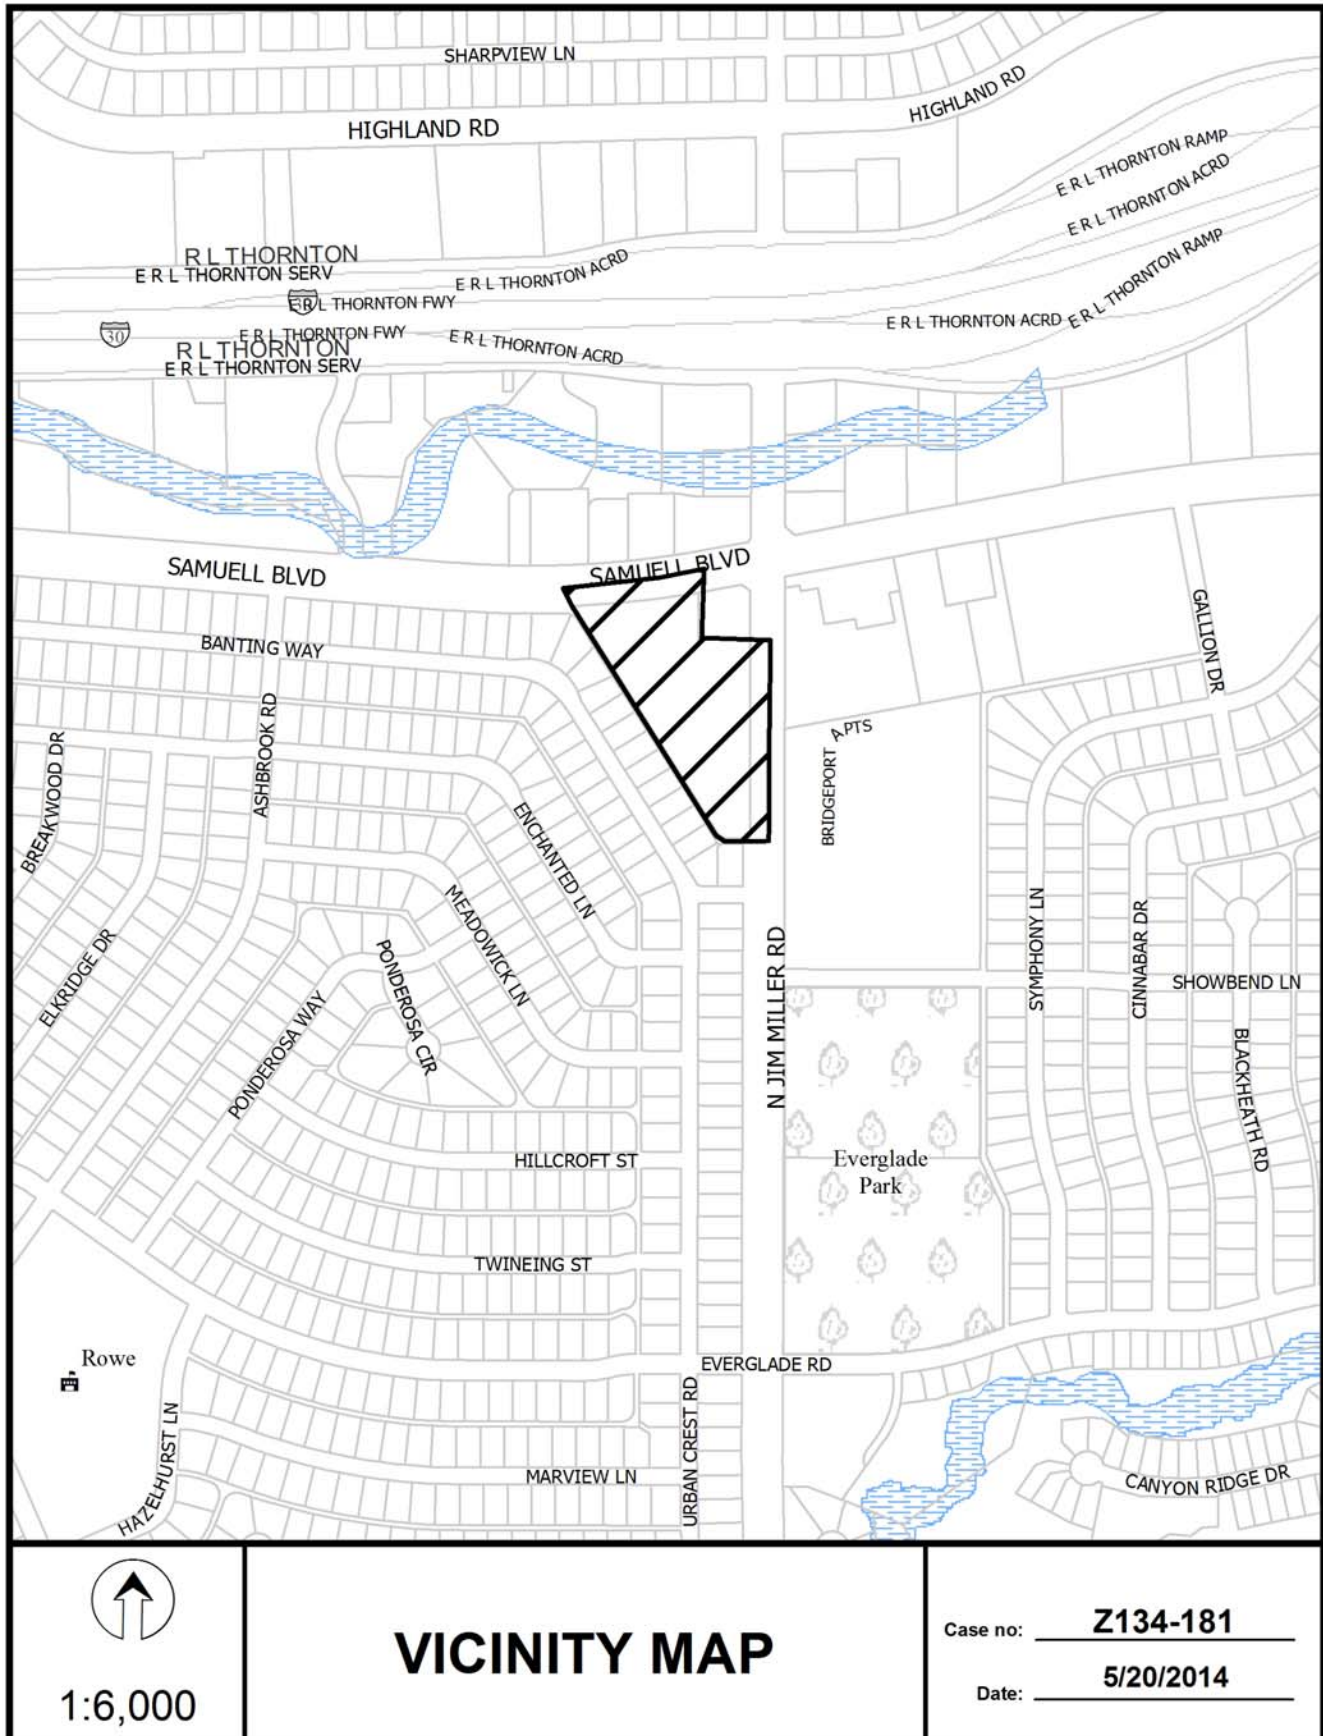 SHARPVIEW LN
HIGHLAND RD
HIGHLAND RD
E R L THORNTON RAMP
E R L THORNTON ACRD
E R L THORNTON RAMP
R L THORNTON
E R L THORNTON SERV
E R L THORNTON ACRD
30
E R L THORNTON FWY
30
E R L THORNTON FWY
E R L THORNTON ACRD
E R L THORNTON ACRD
R L THORNTON
E R L THORNTON SERV
SAMUELL BLVD
SAMUELL BLVD
BANTING WAY
GALLION DR
ASHBROOK RD
BREAKWOOD DR
APTS
BRIDGEPORT
ENCHANTED LN
MEADOWICK LN
ELKRIDGE DR
PONDEROSA WAY
PONDEROSA CIR
N JIM MILLER RD
SYMPHONY LN
CINNABAR DR
SHOWBEND LN
BLACKHEATH RD
HILLCROFT ST
Everglade
Park
TWINEING ST
Rowe
EVERGLADE RD
HAZELHURST LN
URBAN CREST RD
MARVIEW LN
CANYON RIDGE DR
1:6,000
VICINITY MAP
Case no: Z134-181
Date: 5/20/2014